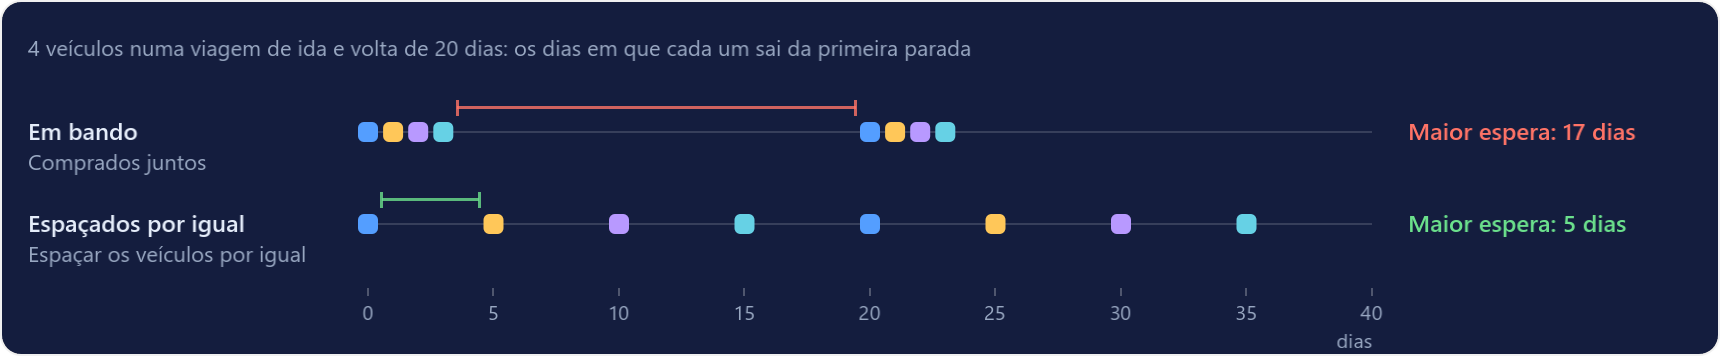 4 veículos numa viagem de ida e volta de 20 dias: os dias em que cada um sai da primeira parada
Em bando
Comprados juntos
Maior espera: 17 dias
Espaçados por igual
Espaçar os veículos por igual
Maior espera: 5 dias
0 5 10 15 20 25 30 35 40
dias